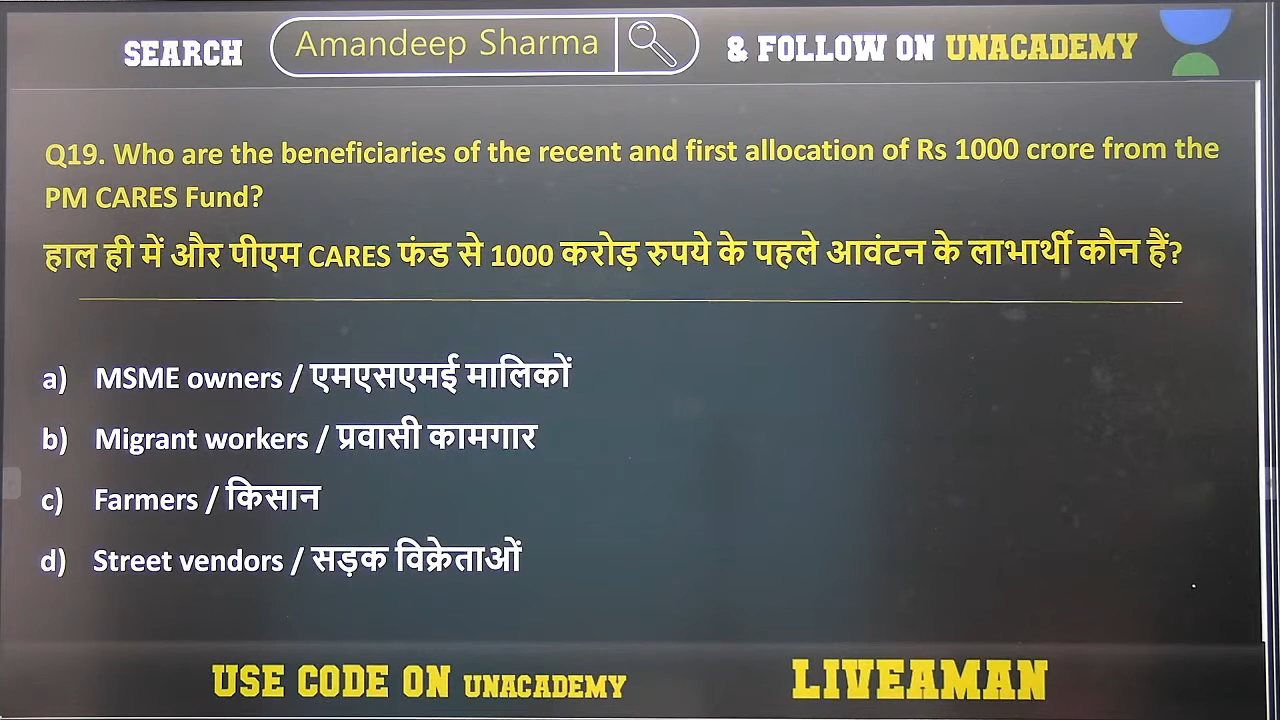 SEARCH Amandeep Sharma & FOLLOW ON UNACADEMY
Q19. Who are the beneficiaries of the recent and first allocation of Rs 1000 crore from the
PM CARES Fund?
हाल ही में और पीएम CARES फंड से 1000 करोड़ रुपये के पहले आवंटन के लाभार्थी कौन हैं?
a) MSME owners / एमएसएमई मालिकों
b) Migrant workers / प्रवासी कामगार
c) Farmers / किसान
d) Street vendors / सड़क विक्रेताओं
USE CODE ON UNACADEMY LIVEAMAN